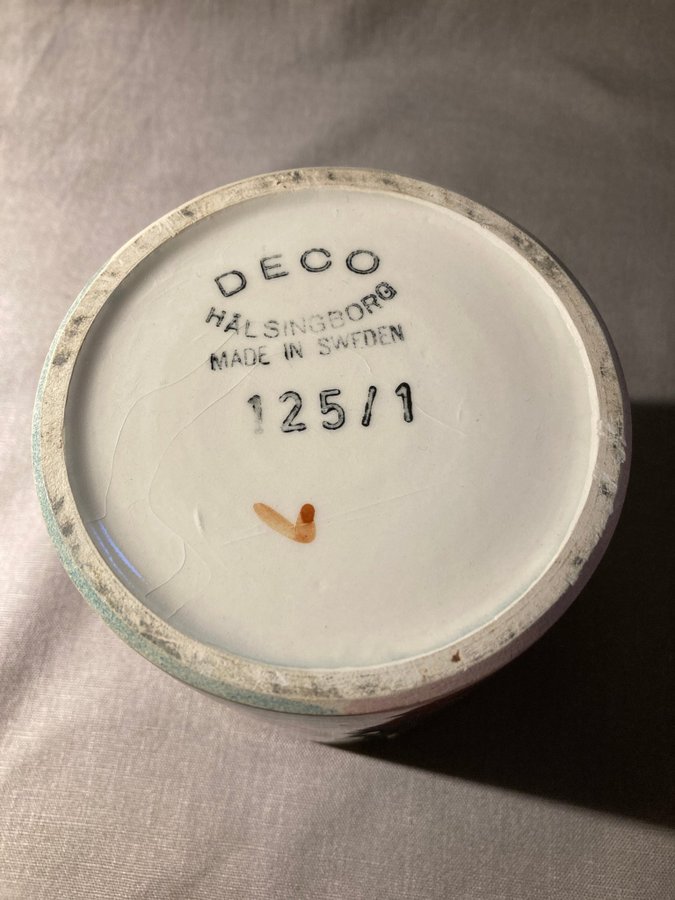 DECO
HÄLSINGBORG
MADE IN SWEDEN
125/1